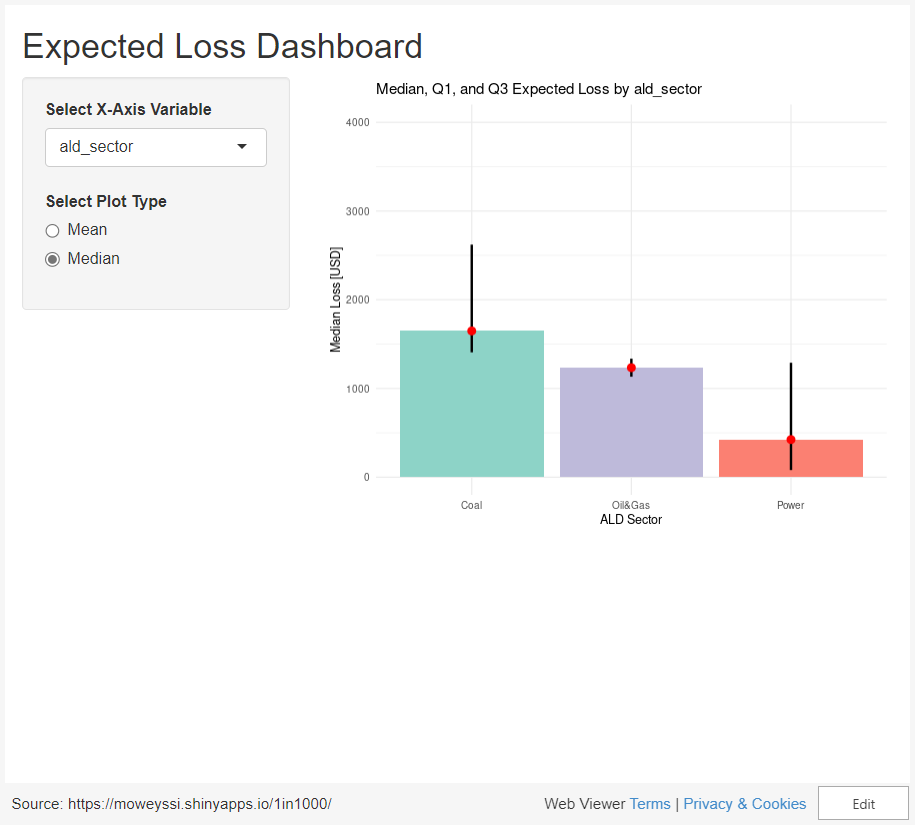 Expected Loss Dashboard
Select X-Axis Variable
ald_sector
Select Plot Type
Mean
Median
Median, Q1, and Q3 Expected Loss by ald_sector
Median Loss [USD]
4000
3000
2000
1000
0
Coal Oil&Gas Power
ALD Sector
Source: https://moweyssi.shinyapps.io/1in1000/ Web Viewer Terms | Privacy & Cookies Edit